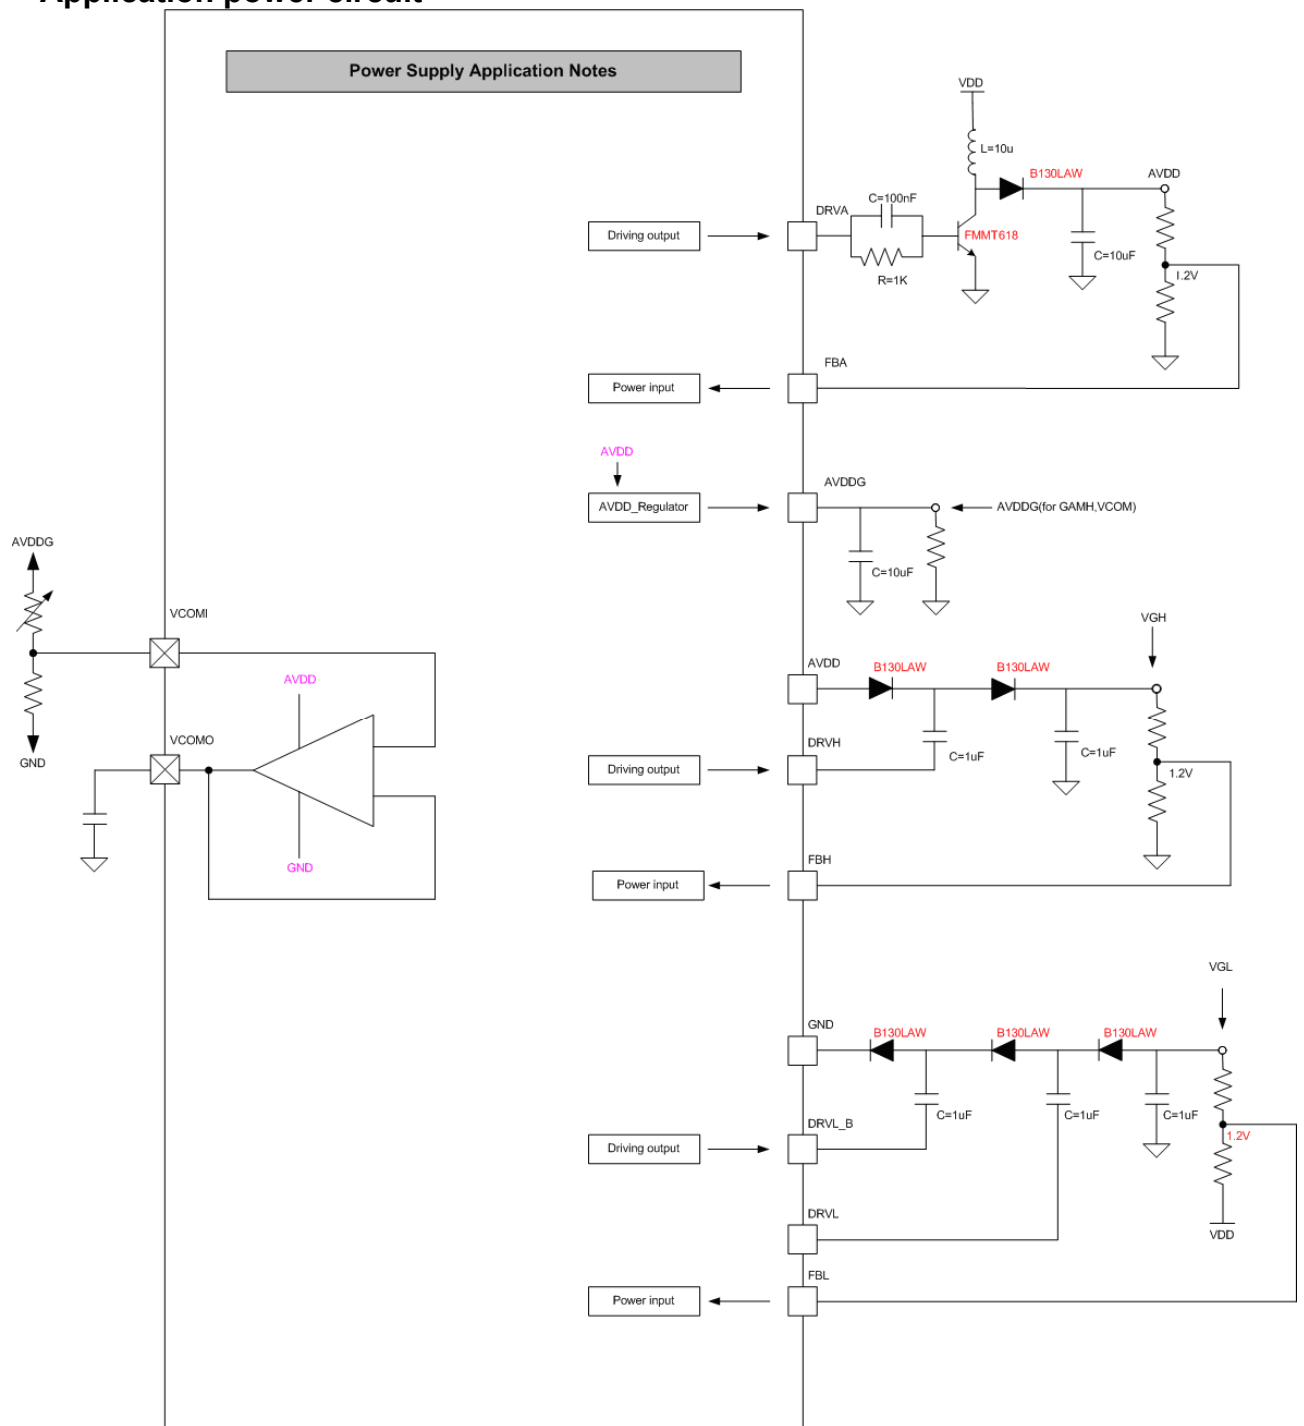 Application power circuit
Power Supply Application Notes
VDD
L=10u
B130LAW
AVDD
C=100nF
DRVA
Driving output
FMMT618
C=10uF
R=1K
1.2V
FBA
Power input
AVDD
AVDDG
AVDD_Regulator
AVDDG(for GAMH,VCOM)
C=10uF
AVDDG
VCOMI
VCOMO
GND
AVDD
GND
VGH
AVDD
B130LAW
B130LAW
DRVH
Driving output
C=1uF
C=1uF
1.2V
FBH
Power input
VGL
GND
B130LAW
B130LAW
B130LAW
C=1uF
C=1uF
C=1uF
DRVL_B
Driving output
1.2V
DRVL
VDD
FBL
Power input